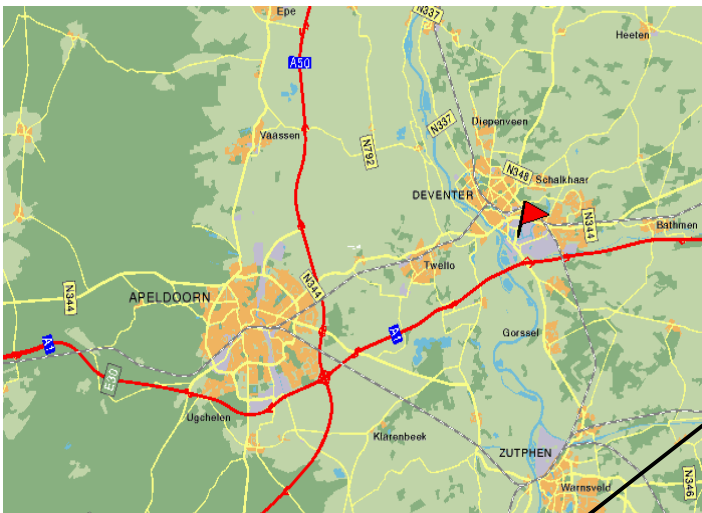 Epe
N337
Heeten
A50
Diepenveen
N337
Vaassen
N792
N348
Schalkhaar
DEVENTER
N344
Bathmen
Twello
N344
N344
APELDOORN
A1
A1
Gorssel
E30
Ugchelen
Klarenbeek
ZUTPHEN
Warnsveld
N346